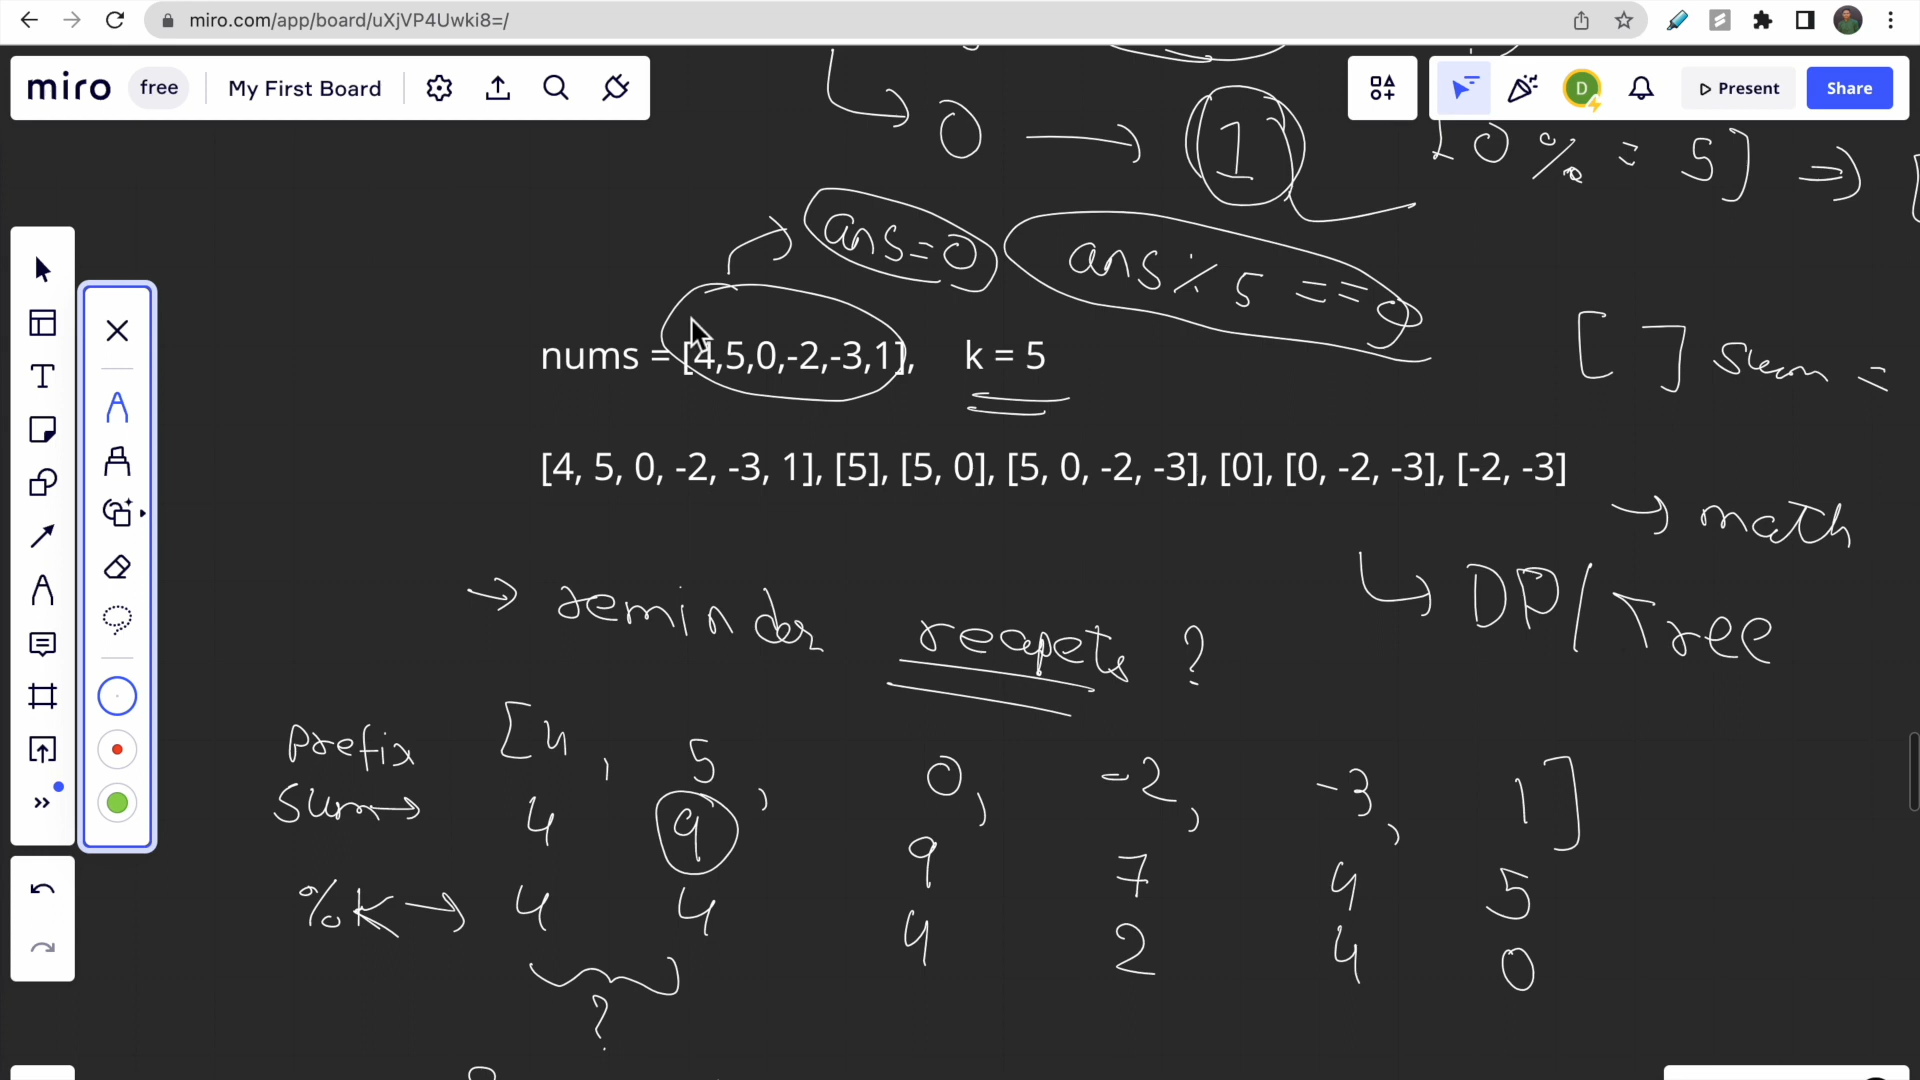 miro.com/app/board/uXjVP4Uwki8=/
miro free My First Board
D Present Share
0 → 1
0 % = 5] ⇒ [
ans=0 ans % 5 == 0
nums = [4,5,0,-2,-3,1], k = 5
[ ] sum =
[4, 5, 0, -2, -3, 1], [5], [5, 0], [5, 0, -2, -3], [0], [0, -2, -3], [-2, -3]
→ math
→ DP/Tree
→ reminder reapets ?
prefix [4, 5, 0, -2, -3, 1]
sum→ 4 9 9 7 4 5
%K→ 4 4 4 2 4 0
?